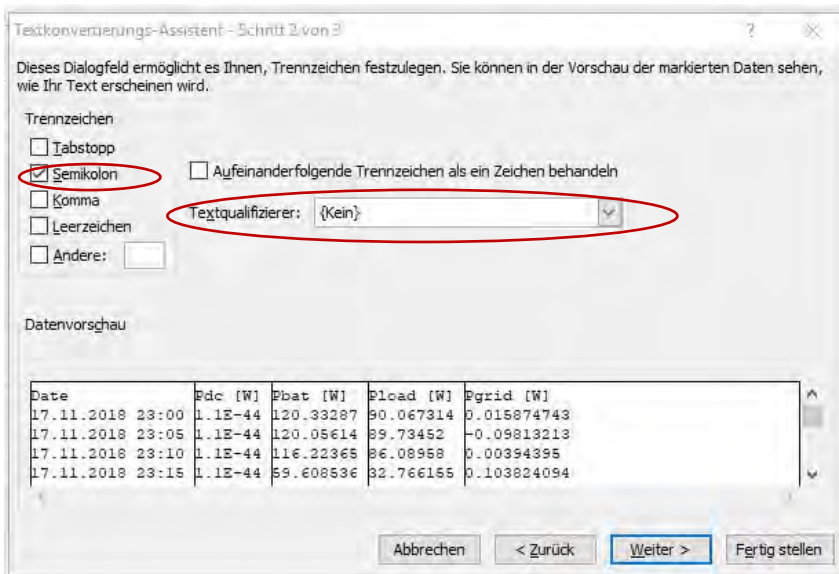 Textkonvertierungs-Assistent - Schritt 2 von 3
Dieses Dialogfeld ermöglicht es Ihnen, Trennzeichen festzulegen. Sie können in der Vorschau der markierten Daten sehen,
wie Ihr Text erscheinen wird.
Trennzeichen
Tabstopp
Semikolon
Aufeinanderfolgende Trennzeichen als ein Zeichen behandeln
Komma
Textqualifizierer: {Kein}
Leerzeichen
Andere:
Datenvorschau
Date Pdc [W] Pbat [W] Pload [W] Pgrid [W]
17.11.2018 23:00 1.1E-44 120.33287 90.067314 0.015874743
17.11.2018 23:05 1.1E-44 120.05614 89.73452 -0.09813213
17.11.2018 23:10 1.1E-44 116.22365 86.08958 0.00394395
17.11.2018 23:15 1.1E-44 59.608536 32.766155 0.103824094
Abbrechen < Zurück Weiter > Fertig stellen